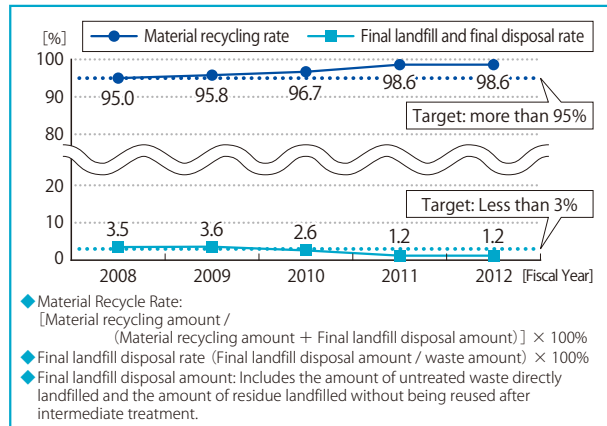 [%]
Material recycling rate
Final landfill and final disposal rate
100
90
80
20
10
0
95.0 95.8 96.7 98.6 98.6
Target: more than 95%
Target: Less than 3%
3.5 3.6 2.6 1.2 1.2
2008 2009 2010 2011 2012 [Fiscal Year]
◆Material Recycle Rate:
[Material recycling amount /
(Material recycling amount + Final landfill disposal amount)] × 100%
◆Final landfill disposal rate (Final landfill disposal amount / waste amount) × 100%
◆Final landfill disposal amount: Includes the amount of untreated waste directly
landfilled and the amount of residue landfilled without being reused after
intermediate treatment.